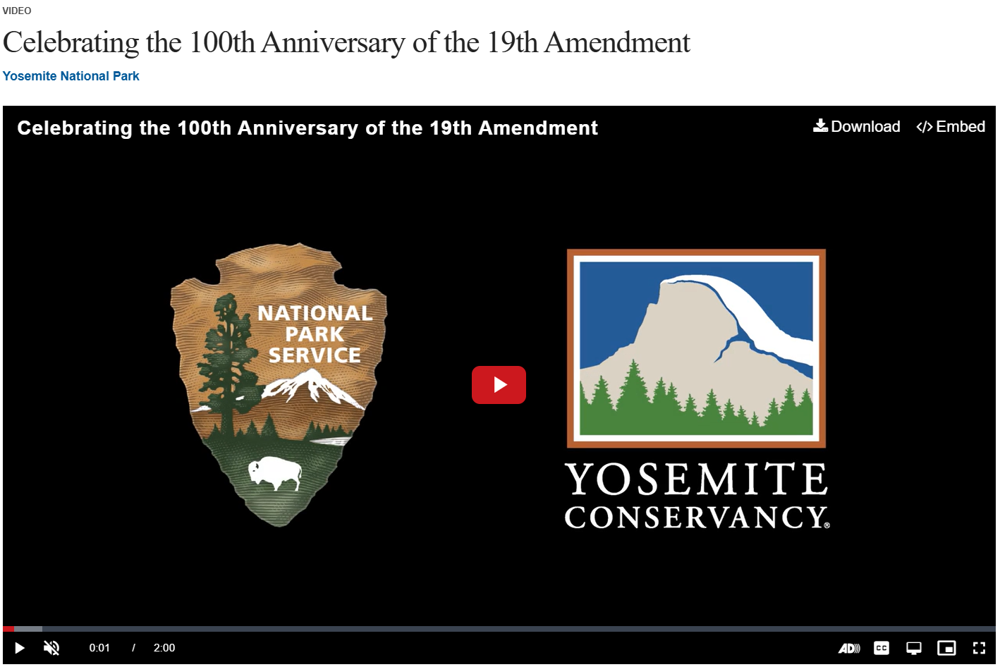 VIDEO
Celebrating the 100th Anniversary of the 19th Amendment
Yosemite National Park
Celebrating the 100th Anniversary of the 19th Amendment
Download
</> Embed
NATIONAL
PARK
SERVICE
YOSEMITE
CONSERVANCY®
0:01 / 2:00
AD
CC